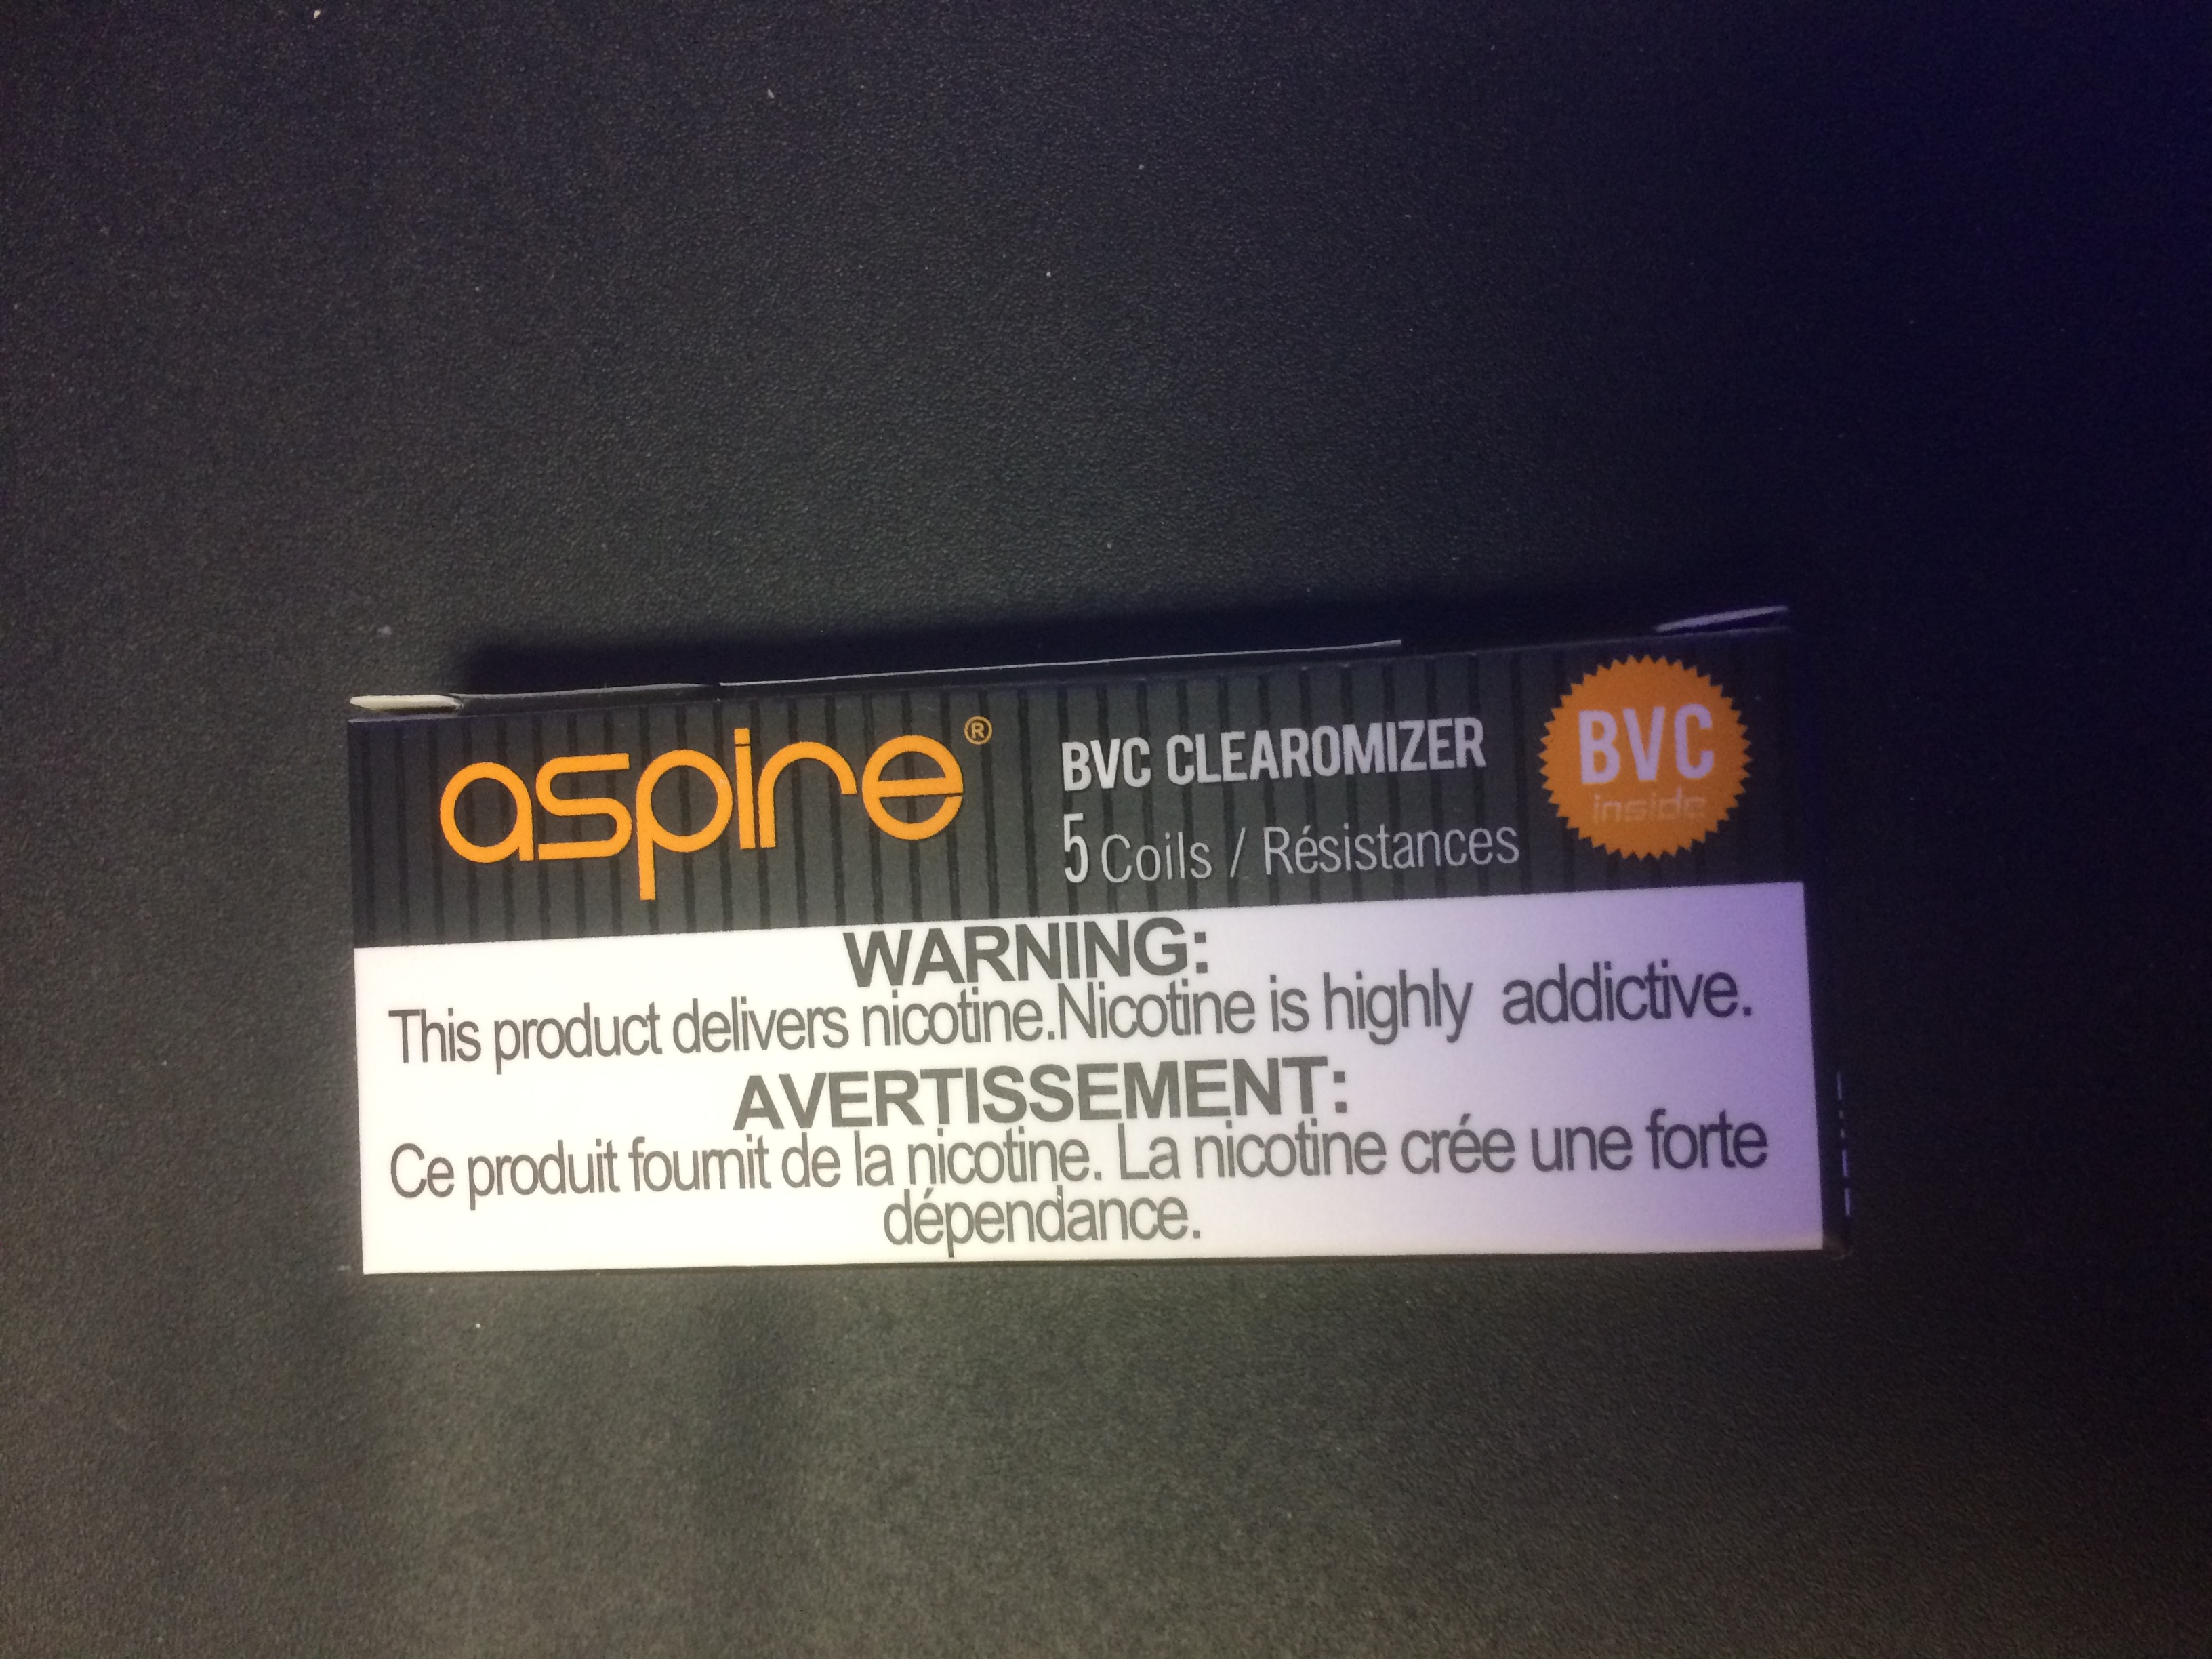 aspire®
BVC CLEAROMIZER
5 Coils / Résistances
BVC
inside
WARNING:
This product delivers nicotine.Nicotine is highly addictive.
AVERTISSEMENT:
Ce produit fournit de la nicotine. La nicotine crée une forte
dépendance.